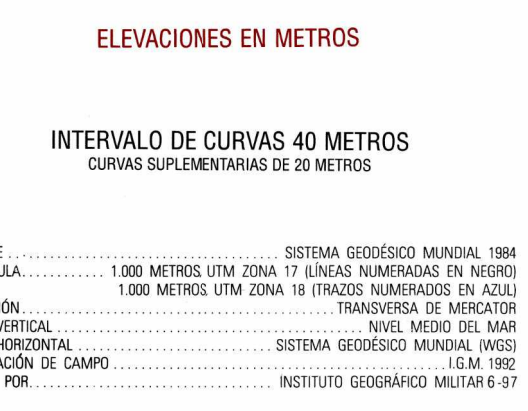 ELEVACIONES EN METROS
INTERVALO DE CURVAS 40 METROS
CURVAS SUPLEMENTARIAS DE 20 METROS
E . . . . . . . . . . . . . . . . . . . . . . . . . . . . . . . . . . . . SISTEMA GEODÉSICO MUNDIAL 1984
ULA. . . . . . . . . . . . 1.000 METROS, UTM ZONA 17 (LÍNEAS NUMERADAS EN NEGRO)
1.000 METROS, UTM ZONA 18 (TRAZOS NUMERADOS EN AZUL)
IÓN. . . . . . . . . . . . . . . . . . . . . . . . . . . . . . . . . . . . . . . . . . TRANSVERSA DE MERCATOR
VERTICAL . . . . . . . . . . . . . . . . . . . . . . . . . . . . . . . . . . . . . . . . . NIVEL MEDIO DEL MAR
HORIZONTAL . . . . . . . . . . . . . . . . . . . . . . . SISTEMA GEODÉSICO MUNDIAL (WGS)
ACIÓN DE CAMPO . . . . . . . . . . . . . . . . . . . . . . . . . . . . . . . . . . . . . . . . . . . I.G.M. 1992
POR. . . . . . . . . . . . . . . . . . . . . . . . . . . . . . . INSTITUTO GEOGRÁFICO MILITAR 6-97